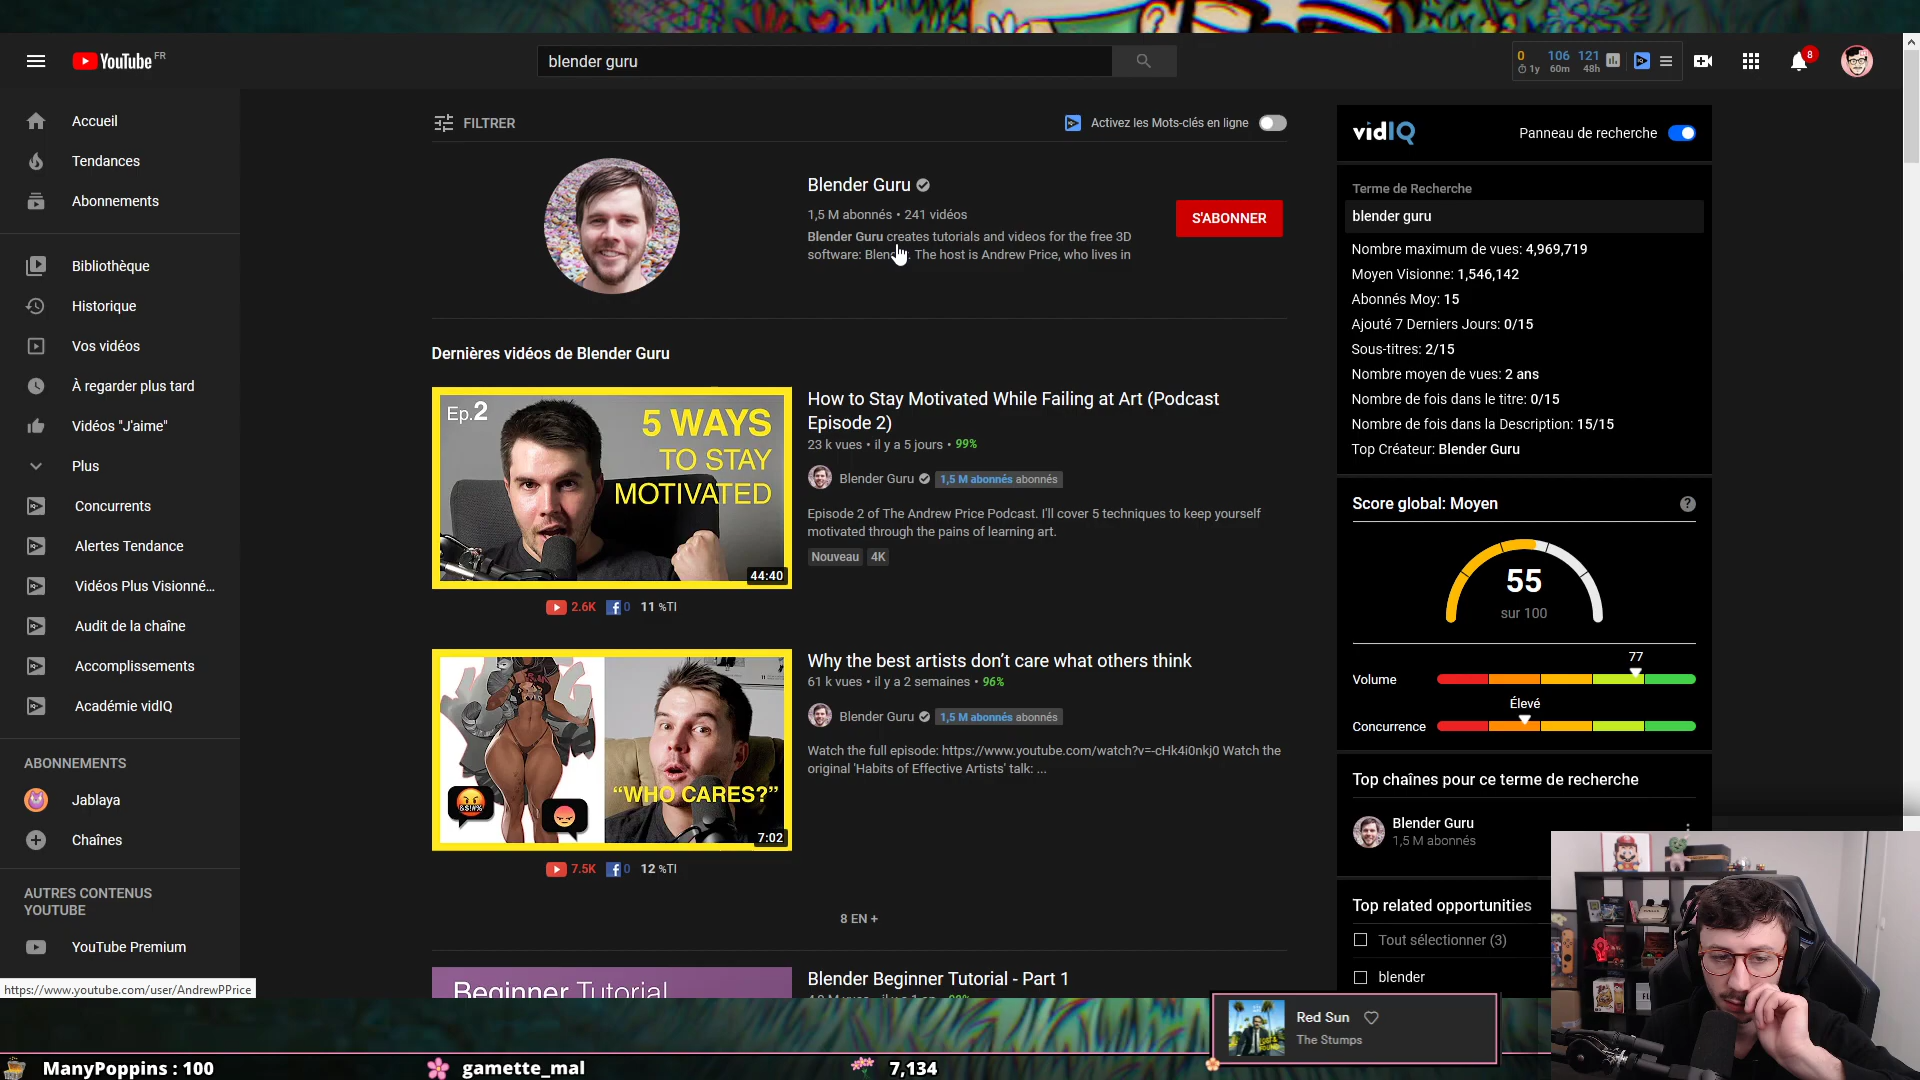 YouTube FR
blender guru
0 106 121
1y 60m 48h
8
Accueil
Tendances
Abonnements
Bibliothèque
Historique
Vos vidéos
À regarder plus tard
Vidéos "J'aime"
Plus
Concurrents
Alertes Tendance
Vidéos Plus Visionné...
Audit de la chaîne
Accomplissements
Académie vidIQ
ABONNEMENTS
Jablaya
Chaînes
AUTRES CONTENUS
YOUTUBE
YouTube Premium
https://www.youtube.com/user/AndrewPPrice
FILTRER
Activez les Mots-clés en ligne
Blender Guru
1,5 M abonnés • 241 vidéos
Blender Guru creates tutorials and videos for the free 3D
software: Blen The host is Andrew Price, who lives in
S'ABONNER
Dernières vidéos de Blender Guru
Ep.2
5 WAYS
TO STAY
MOTIVATED
44:40
2.6K 0 11 %TI
How to Stay Motivated While Failing at Art (Podcast
Episode 2)
23 k vues • il y a 5 jours • 99%
Blender Guru 1,5 M abonnés abonnés
Episode 2 of The Andrew Price Podcast. I'll cover 5 techniques to keep yourself
motivated through the pains of learning art.
Nouveau 4K
&$!#%
“WHO CARES?”
7:02
7.5K 0 12 %TI
Why the best artists don’t care what others think
61 k vues • il y a 2 semaines • 96%
Blender Guru 1,5 M abonnés abonnés
Watch the full episode: https://www.youtube.com/watch?v=-cHk4i0nkj0 Watch the
original 'Habits of Effective Artists' talk: ...
8 EN +
Beginner Tutorial
Blender Beginner Tutorial - Part 1
vidIQ
Panneau de recherche
Terme de Recherche
blender guru
Nombre maximum de vues: 4,969,719
Moyen Visionne: 1,546,142
Abonnés Moy: 15
Ajouté 7 Derniers Jours: 0/15
Sous-titres: 2/15
Nombre moyen de vues: 2 ans
Nombre de fois dans le titre: 0/15
Nombre de fois dans la Description: 15/15
Top Créateur: Blender Guru
Score global: Moyen
?
55
sur 100
77
Volume
Élevé
Concurrence
Top chaînes pour ce terme de recherche
Blender Guru
1,5 M abonnés
Top related opportunities
Tout sélectionner (3)
blender
Red Sun
The Stumps
ManyPoppins : 100
gamette_mal
7,134